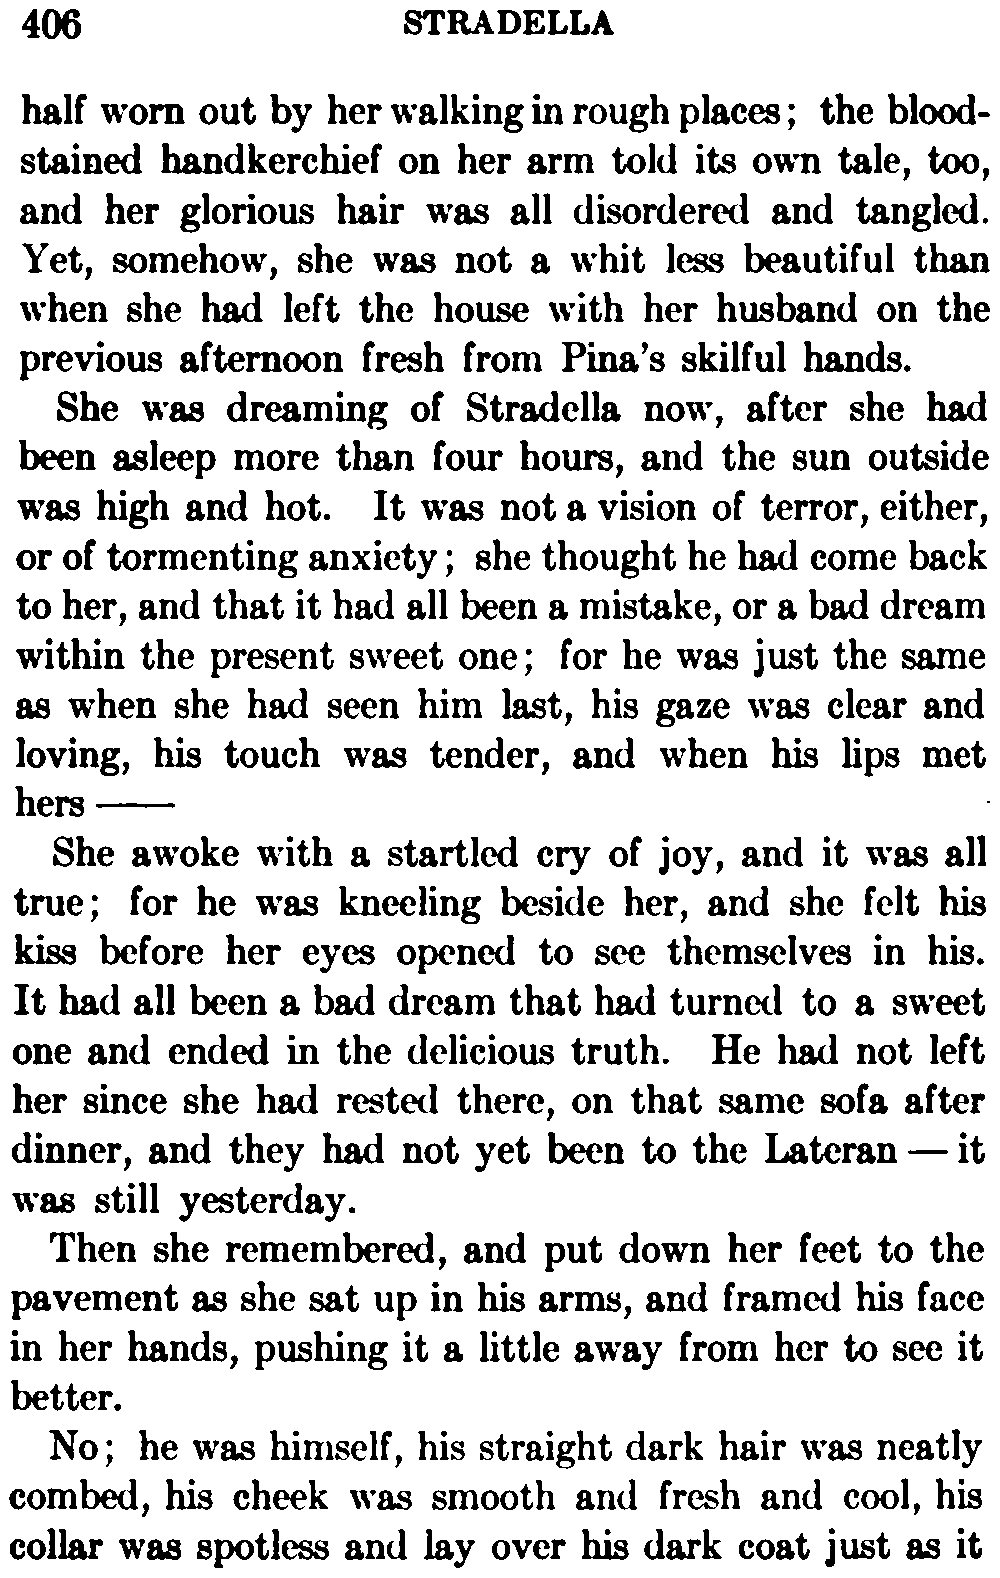 406 STRADELLA
half worn out by her walking in rough places; the blood-
stained handkerchief on her arm told its own tale, too,
and her glorious hair was all disordered and tangled.
Yet, somehow, she was not a whit less beautiful than
when she had left the house with her husband on the
previous afternoon fresh from Pina's skilful hands.
She was dreaming of Stradella now, after she had
been asleep more than four hours, and the sun outside
was high and hot. It was not a vision of terror, either,
or of tormenting anxiety; she thought he had come back
to her, and that it had all been a mistake, or a bad dream
within the present sweet one; for he was just the same
as when she had seen him last, his gaze was clear and
loving, his touch was tender, and when his lips met
hers ——
She awoke with a startled cry of joy, and it was all
true; for he was kneeling beside her, and she felt his
kiss before her eyes opened to see themselves in his.
It had all been a bad dream that had turned to a sweet
one and ended in the delicious truth. He had not left
her since she had rested there, on that same sofa after
dinner, and they had not yet been to the Lateran — it
was still yesterday.
Then she remembered, and put down her feet to the
pavement as she sat up in his arms, and framed his face
in her hands, pushing it a little away from her to see it
better.
No; he was himself, his straight dark hair was neatly
combed, his cheek was smooth and fresh and cool, his
collar was spotless and lay over his dark coat just as it